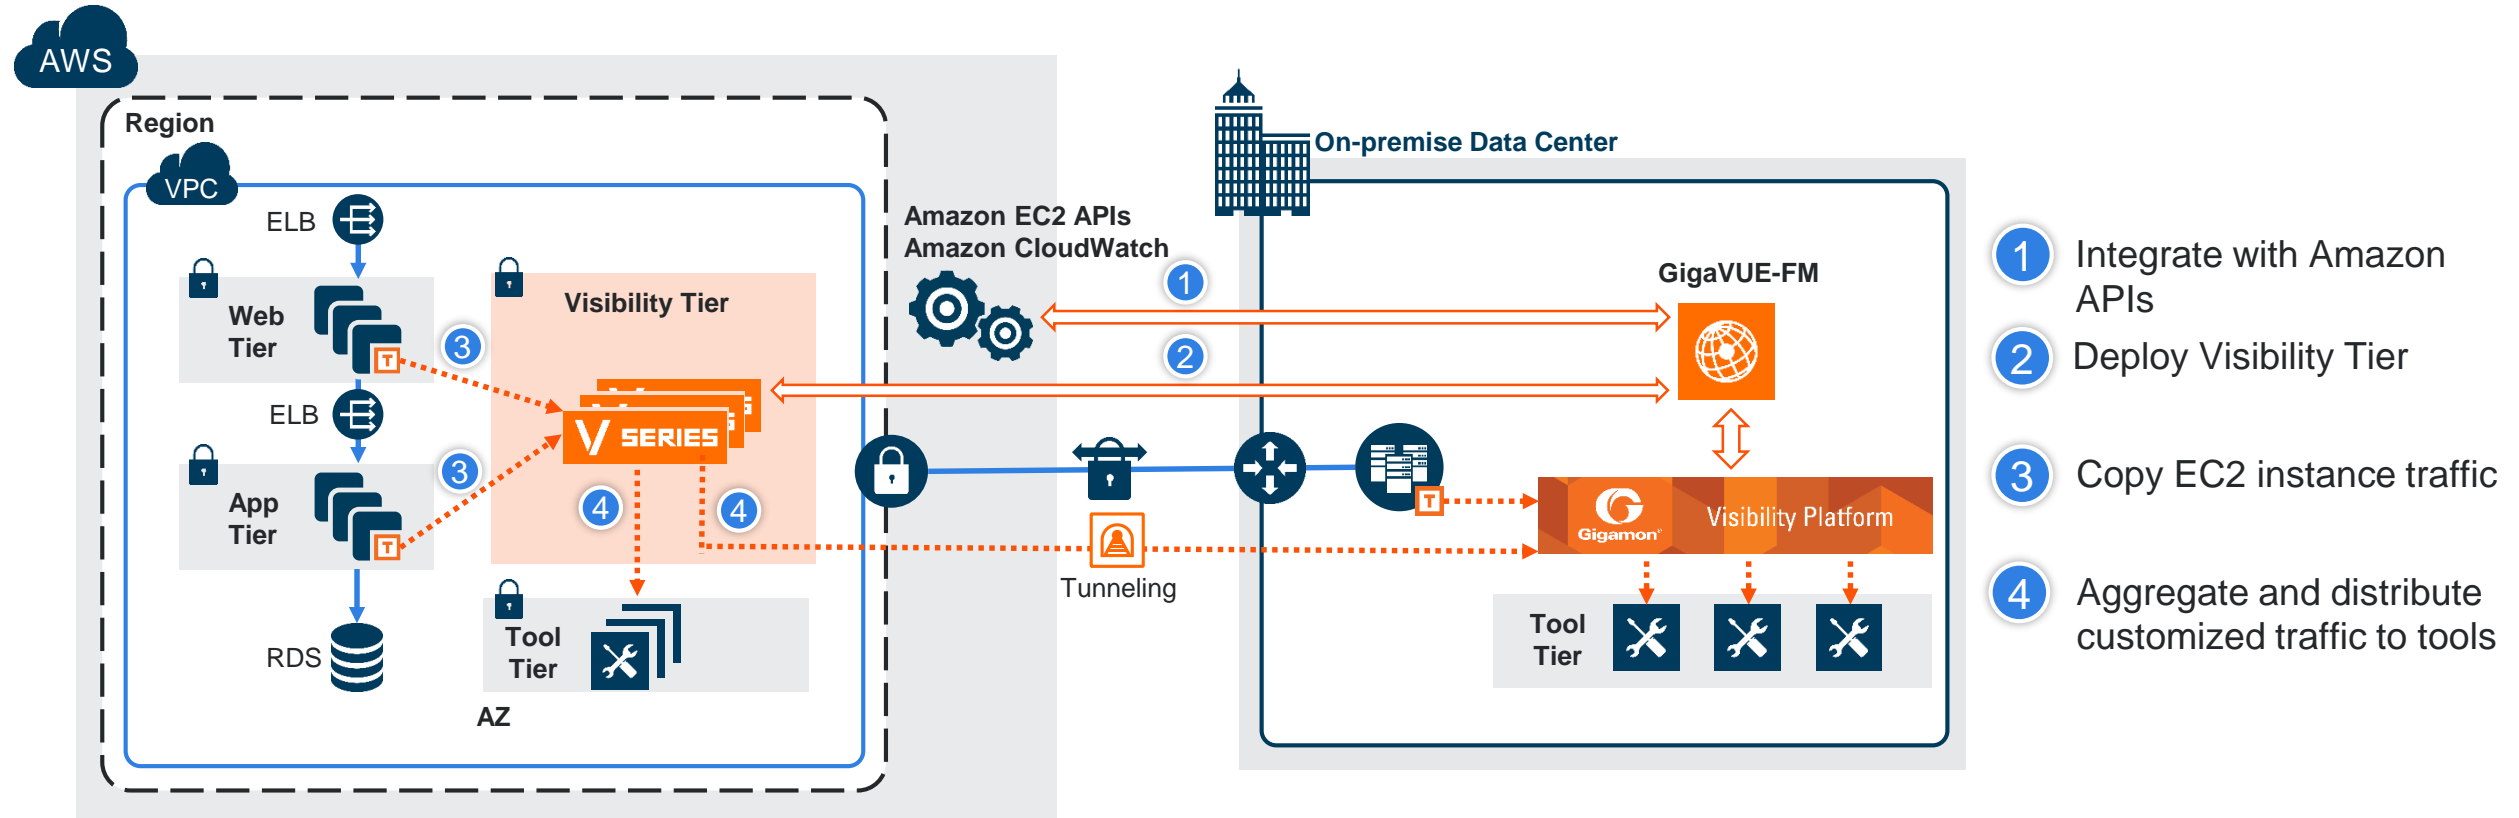 AWS
Region
VPC
ELB
Web
Tier
T
3
ELB
App
Tier
T
3
RDS
Visibility Tier
V SERIES
4
4
Tool
Tier
AZ
Amazon EC2 APIs
Amazon CloudWatch
1
2
Tunneling
On-premise Data Center
GigaVUE-FM
T
Gigamon®
Visibility Platform
Tool
Tier
1 Integrate with Amazon
APIs
2 Deploy Visibility Tier
3 Copy EC2 instance traffic
4 Aggregate and distribute
customized traffic to tools